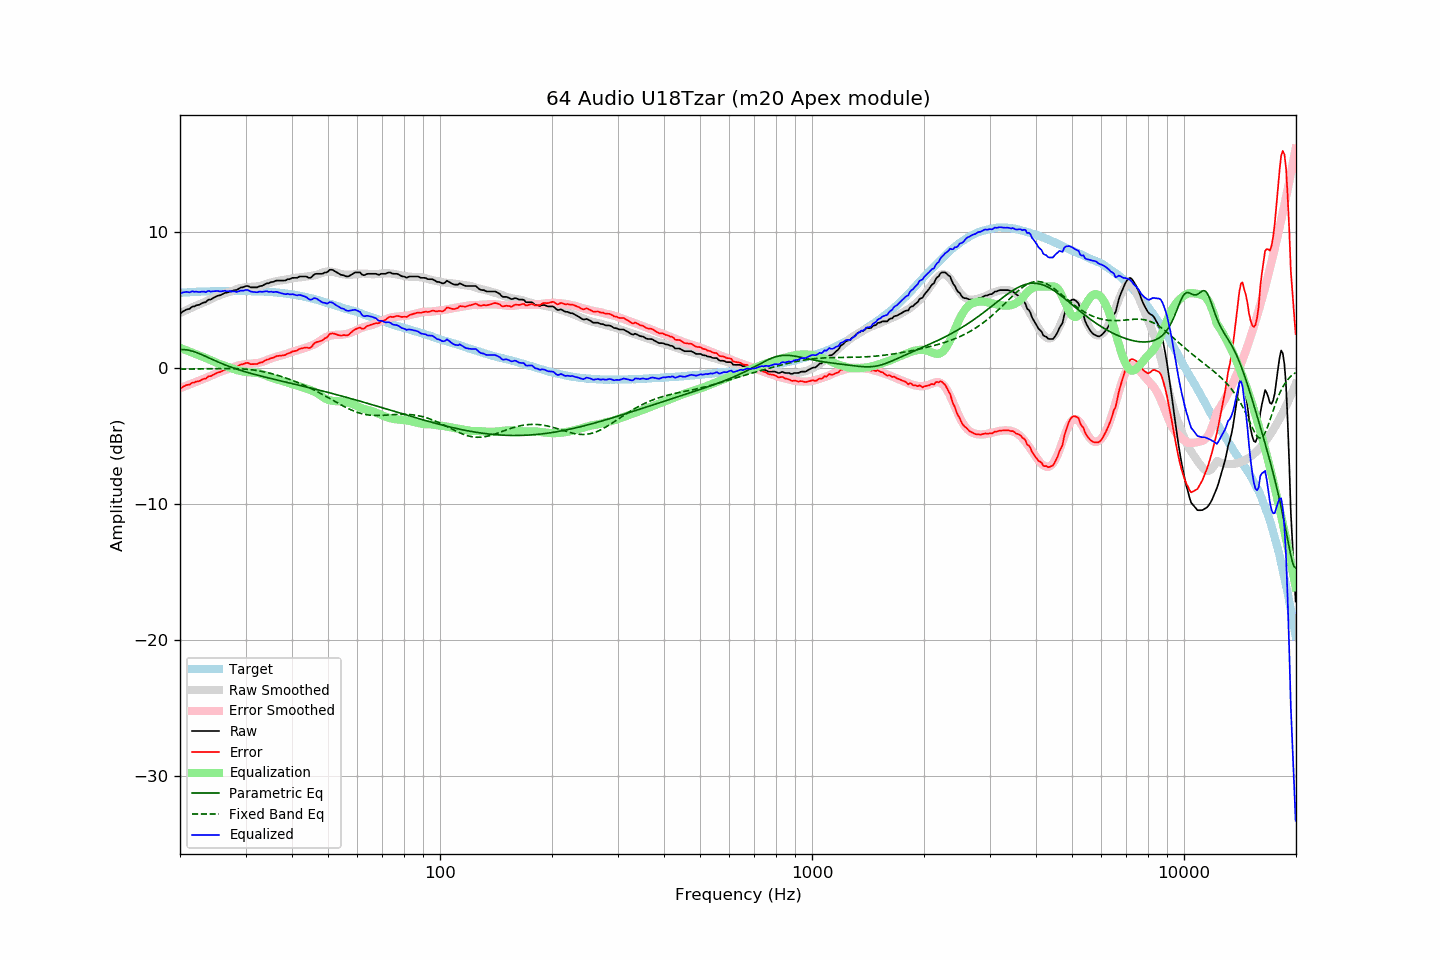 64 Audio U18Tzar (m20 Apex module)
10
0
−10
−20
−30
Amplitude (dBr)
100
1000
10000
Frequency (Hz)
Target
Raw Smoothed
Error Smoothed
Raw
Error
Equalization
Parametric Eq
Fixed Band Eq
Equalized